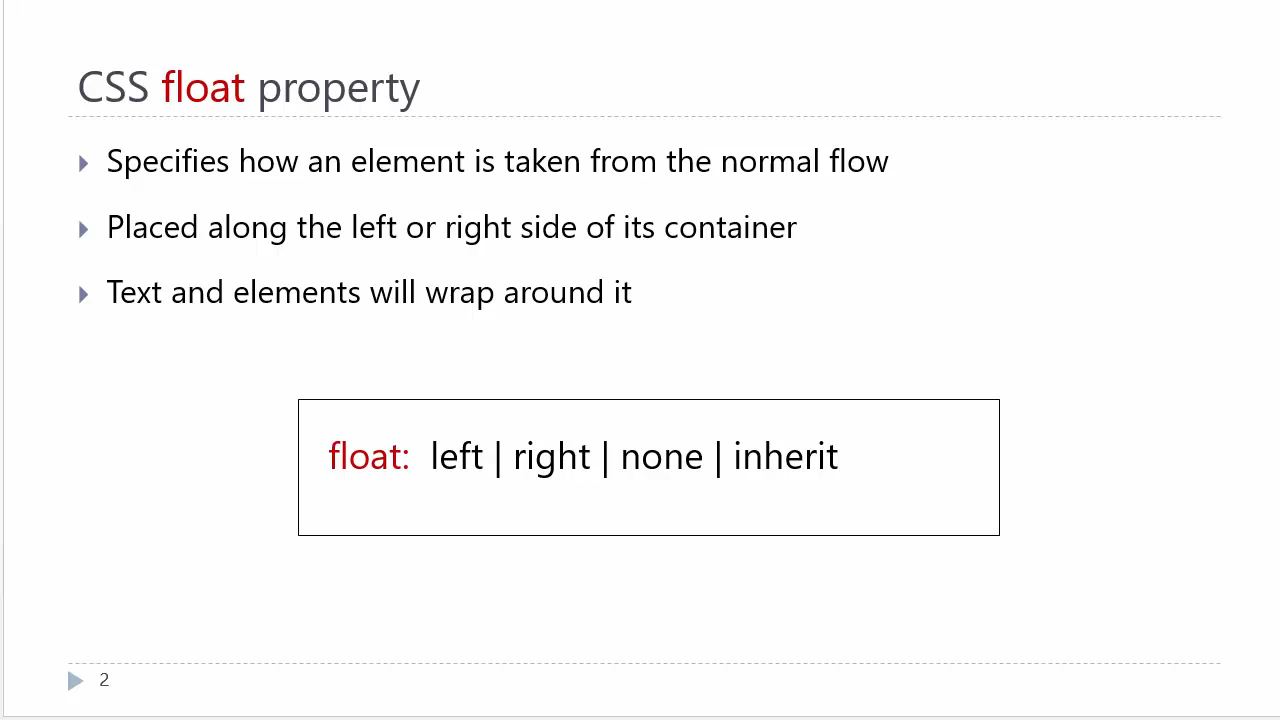 CSS float property
Specifies how an element is taken from the normal flow
Placed along the left or right side of its container
Text and elements will wrap around it
float: left | right | none | inherit
2